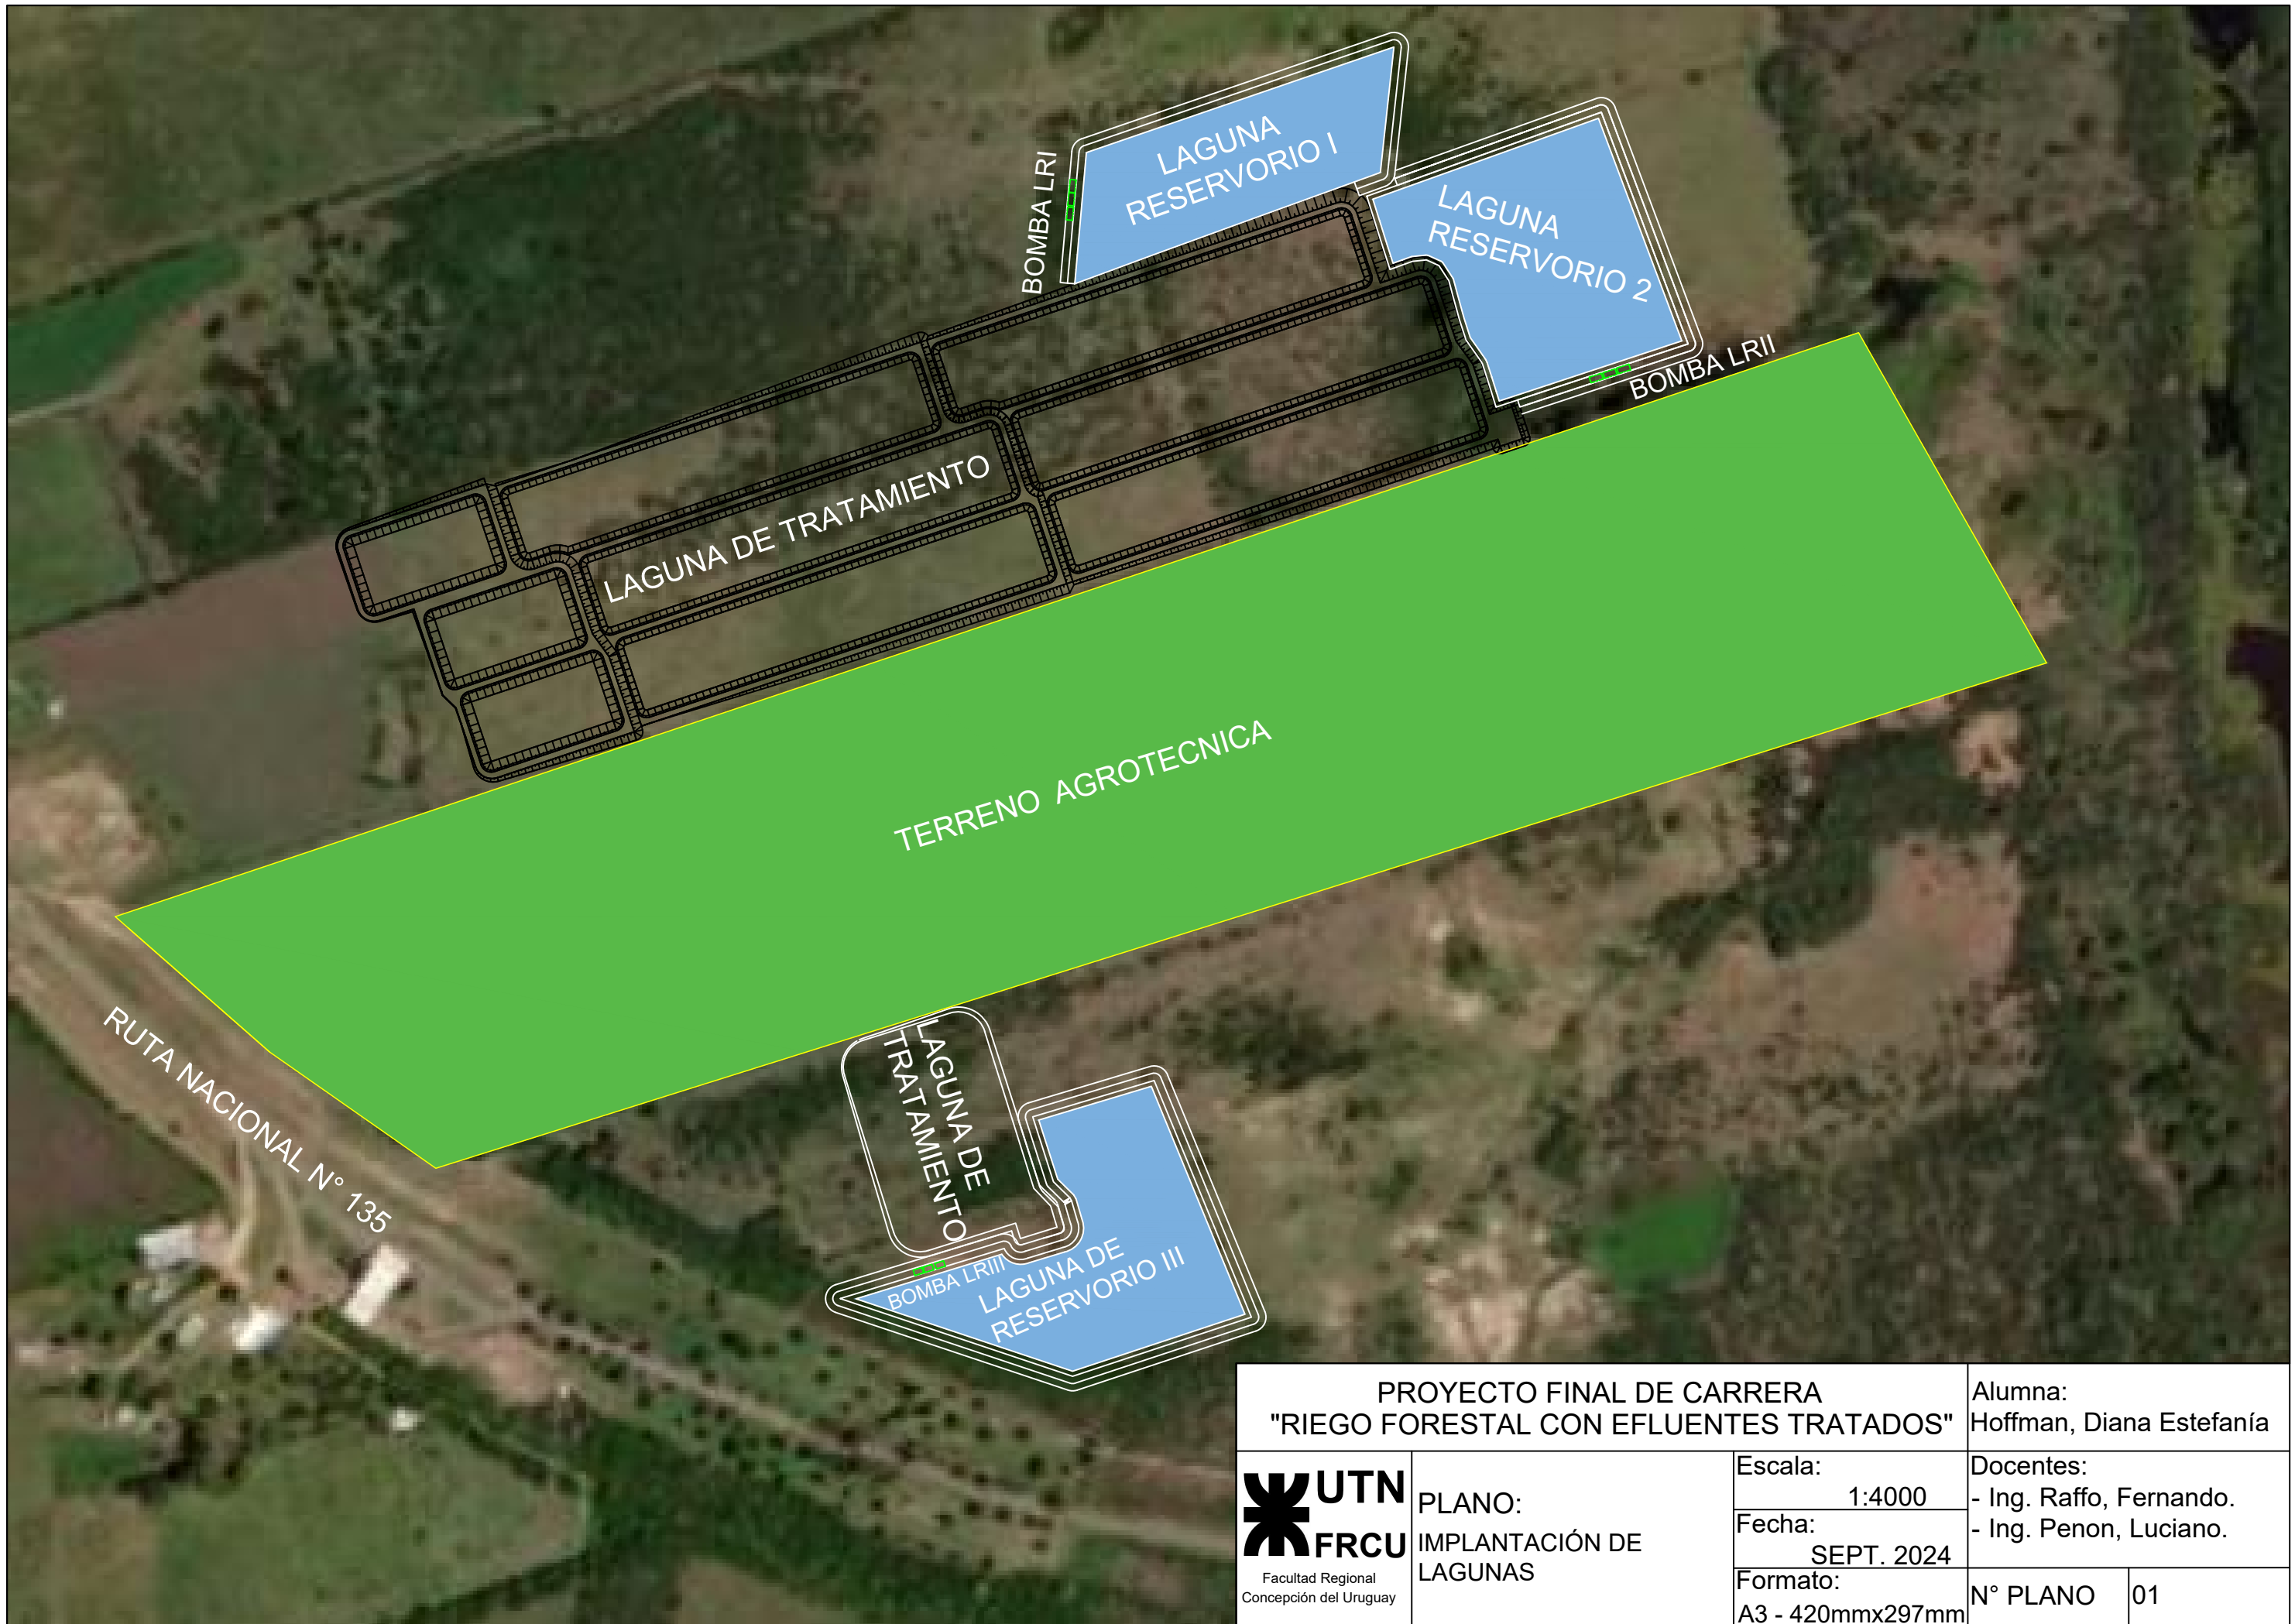 LAGUNA
RESERVORIO I
BOMBA LRI
LAGUNA
RESERVORIO 2
BOMBA LRII
LAGUNA DE TRATAMIENTO
TERRENO AGROTECNICA
RUTA NACIONAL N° 135
LAGUNA DE
TRATAMIENTO
BOMBA LRIII
LAGUNA DE
RESERVORIO III
PROYECTO FINAL DE CARRERA
"RIEGO FORESTAL CON EFLUENTES TRATADOS"
Alumna:
Hoffman, Diana Estefanía
UTN
FRCU
Facultad Regional
Concepción del Uruguay
PLANO:
IMPLANTACIÓN DE
LAGUNAS
Escala:
1:4000
Fecha:
SEPT. 2024
Formato:
A3 - 420mmx297mm
Docentes:
- Ing. Raffo, Fernando.
- Ing. Penon, Luciano.
N° PLANO
01